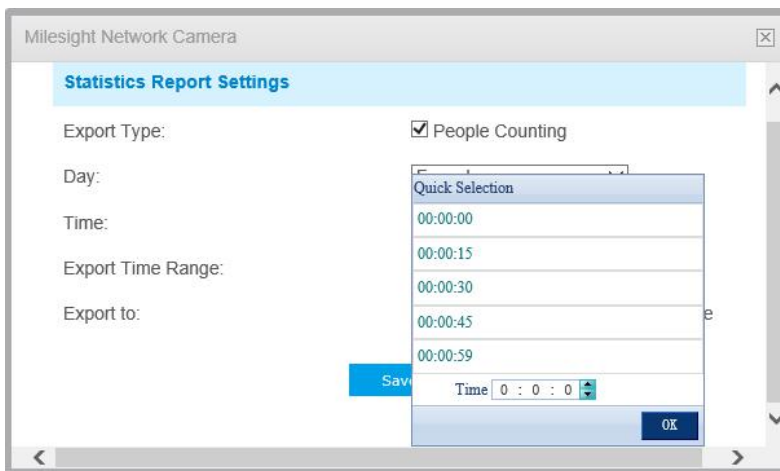 Milesight Network Camera
Statistics Report Settings
Export Type:
People Counting
Day:
Quick Selection
00:00:00
Time:
00:00:15
Export Time Range:
00:00:30
Export to:
00:00:45
e
00:00:59
Save
Time 0 : 0 : 0
OK